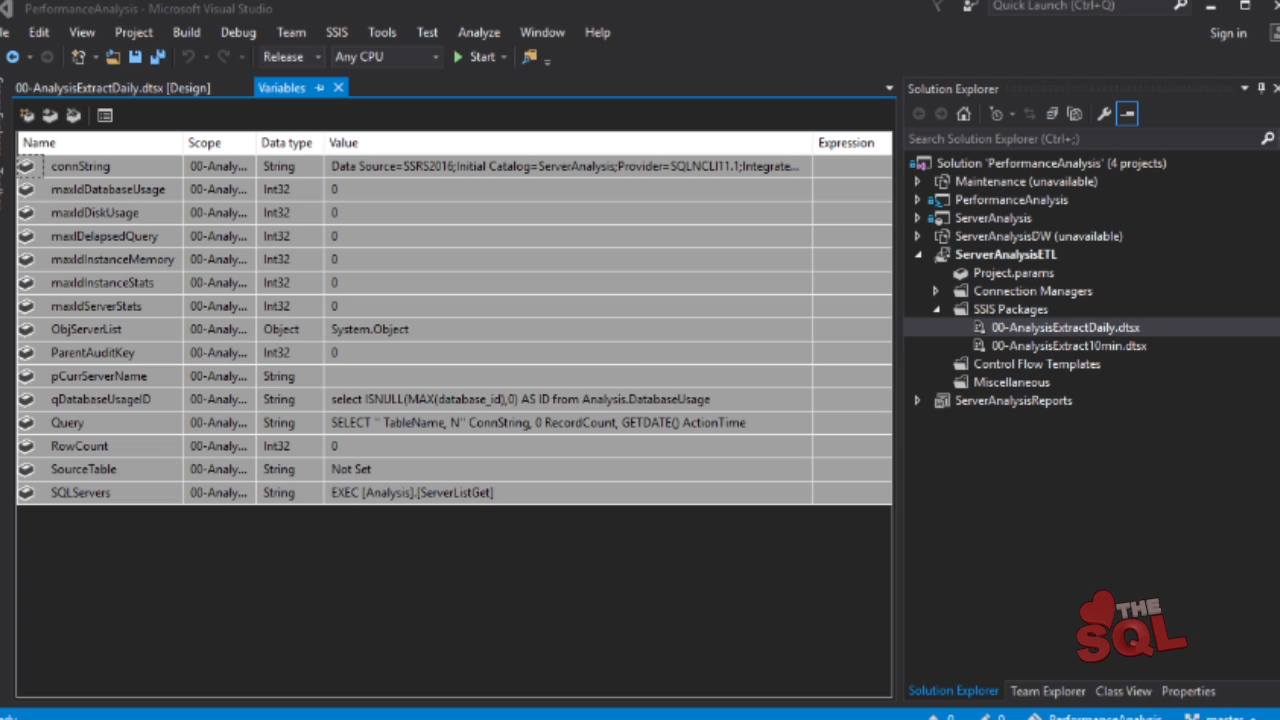 PerformanceAnalysis - Microsoft Visual Studio
Quick Launch (Ctrl+Q)
Edit View Project Build Debug Team SSIS Tools Test Analyze Window Help
Sign in
Release Any CPU Start
00-AnalysisExtractDaily.dtsx [Design] Variables
Name Scope Data type Value Expression
connString 00-Analy... String Data Source=SSRS2016;Initial Catalog=ServerAnalysis;Provider=SQLNCLI11.1;Integrate...
maxIdDatabaseUsage 00-Analy... Int32 0
maxIdDiskUsage 00-Analy... Int32 0
maxIDelapsedQuery 00-Analy... Int32 0
maxIdInstanceMemory 00-Analy... Int32 0
maxIdInstanceStats 00-Analy... Int32 0
maxIdServerStats 00-Analy... Int32 0
ObjServerList 00-Analy... Object System.Object
ParentAuditKey 00-Analy... Int32 0
pCurrServerName 00-Analy... String
qDatabaseUsageID 00-Analy... String select ISNULL(MAX(database_id),0) AS ID from Analysis.DatabaseUsage
Query 00-Analy... String SELECT '' TableName, N'' ConnString, 0 RecordCount, GETDATE() ActionTime
RowCount 00-Analy... Int32 0
SourceTable 00-Analy... String Not Set
SQLServers 00-Analy... String EXEC [Analysis].[ServerListGet]
Solution Explorer
Search Solution Explorer (Ctrl+;)
Solution 'PerformanceAnalysis' (4 projects)
Maintenance (unavailable)
PerformanceAnalysis
ServerAnalysis
ServerAnalysisDW (unavailable)
ServerAnalysisETL
Project.params
Connection Managers
SSIS Packages
00-AnalysisExtractDaily.dtsx
00-AnalysisExtract10min.dtsx
Control Flow Templates
Miscellaneous
ServerAnalysisReports
THE
SQL
Solution Explorer Team Explorer Class View Properties